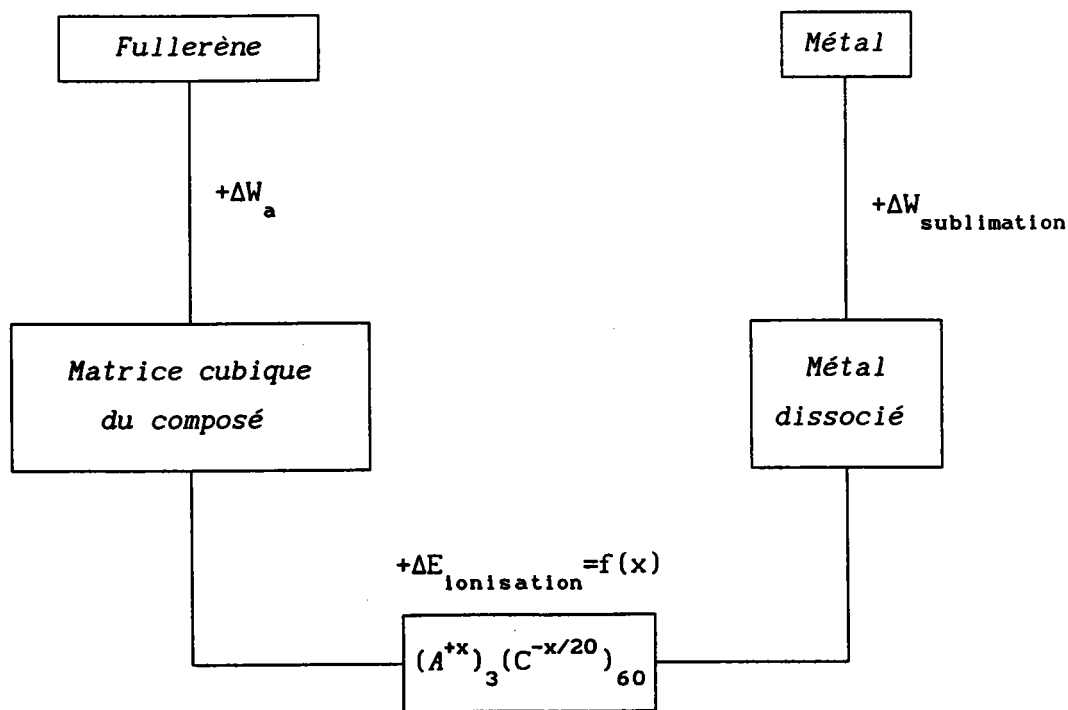 Fullerène
Métal
+ΔW_a
+ΔW_sublimation
Matrice cubique
du composé
Métal
dissocié
+ΔE_ionisation=f(x)
(A^{+x})_3(C^{-x/20})_60